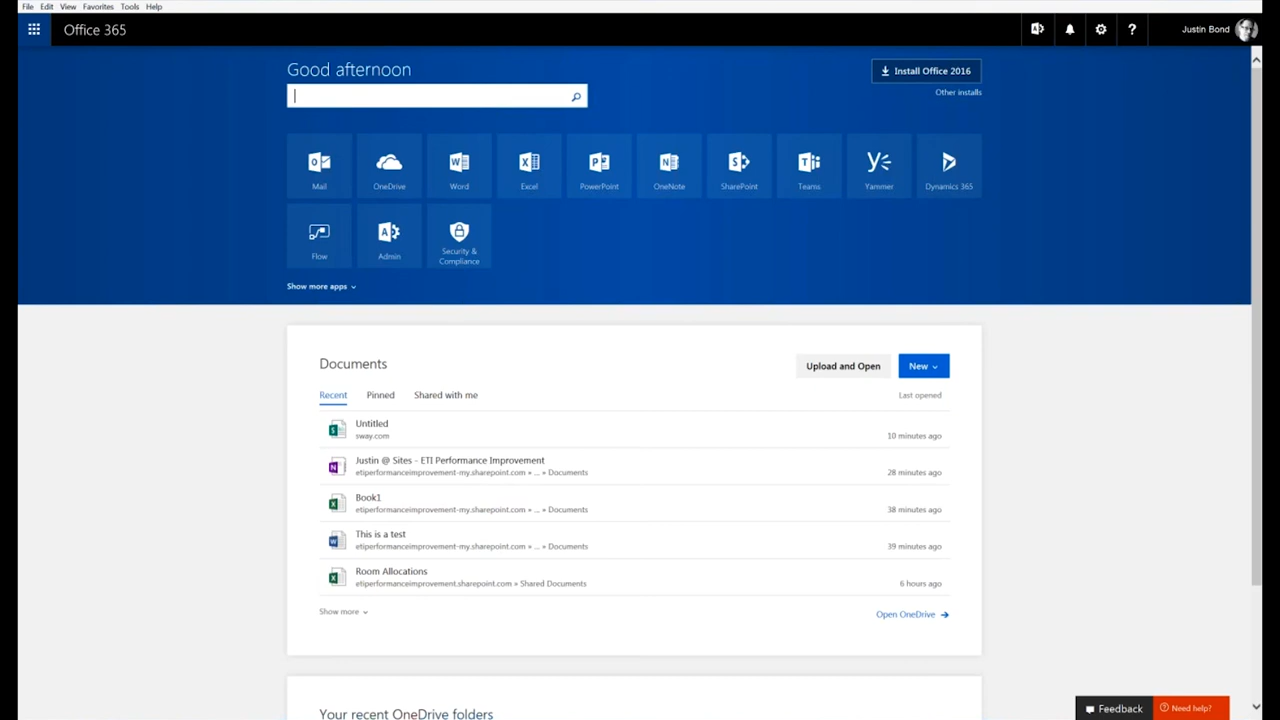 File Edit View Favorites Tools Help
Office 365
Justin Bond
Good afternoon
Install Office 2016
Other installs
Mail OneDrive Word Excel PowerPoint OneNote SharePoint Teams Yammer Dynamics 365
Flow Admin Security &
Compliance
Show more apps
Documents
Upload and Open New
Recent Pinned Shared with me Last opened
Untitled
sway.com 10 minutes ago
Justin @ Sites - ETI Performance Improvement
etiperformanceimprovement-my.sharepoint.com » ... » Documents 28 minutes ago
Book1
etiperformanceimprovement-my.sharepoint.com » ... » Documents 38 minutes ago
This is a test
etiperformanceimprovement-my.sharepoint.com » ... » Documents 39 minutes ago
Room Allocations
etiperformanceimprovement.sharepoint.com » Shared Documents 6 hours ago
Show more Open OneDrive
Your recent OneDrive folders
Feedback Need help?